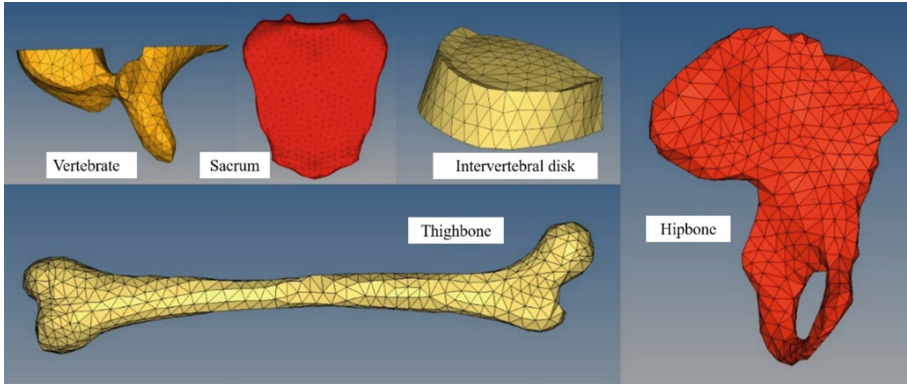 Vertebrate
Sacrum
Intervertebral disk
Thighbone
Hipbone